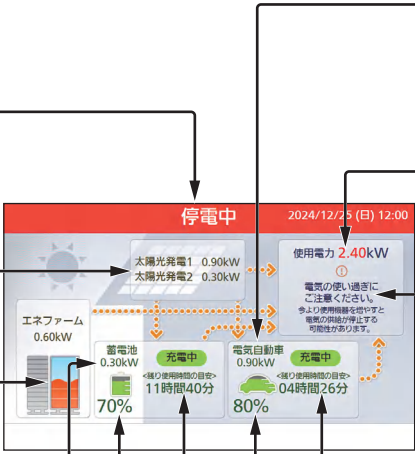 停電中 2024/12/25 (日) 12:00
太陽光発電1 0.90kW
太陽光発電2 0.30kW
使用電力 2.40kW
電気の使い過ぎに
ご注意ください。
今より使用機器を増やすと
電気の供給が停止する
可能性があります。
エネファーム
0.60kW
蓄電池
0.30kW
充電中
<残り使用時間の目安>
11時間40分
70%
電気自動車
0.90kW
充電中
<残り使用時間の目安>
04時間26分
80%